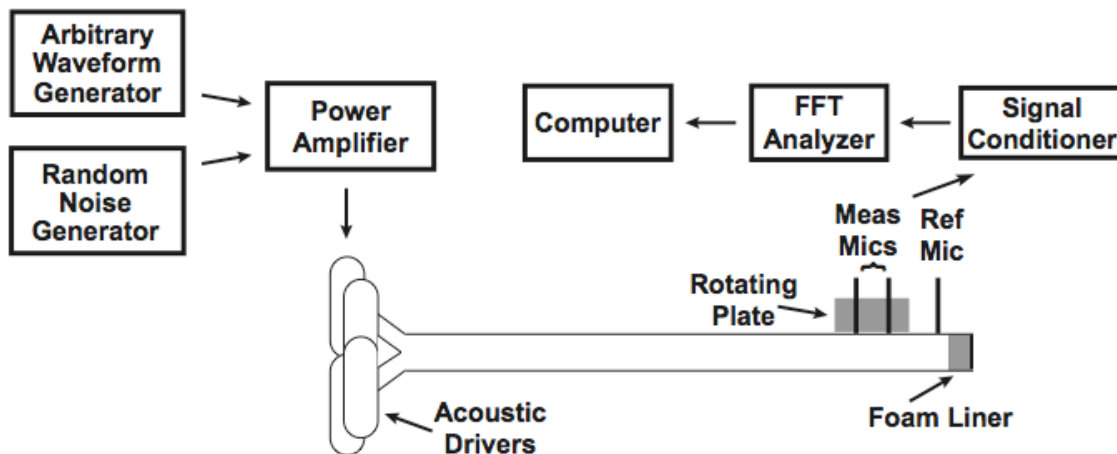 Arbitrary
Waveform
Generator
Random
Noise
Generator
Power
Amplifier
Computer
FFT
Analyzer
Signal
Conditioner
Meas
Mics
Ref
Mic
Rotating
Plate
Acoustic
Drivers
Foam Liner